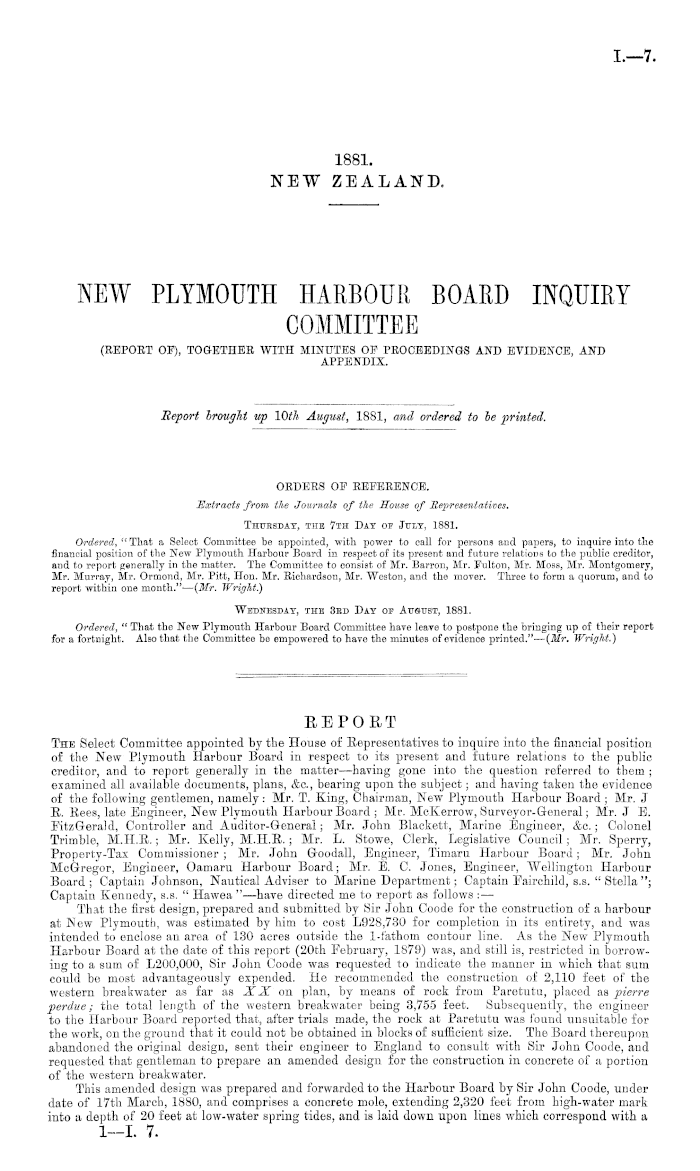 I.—7.
1881.
NEW ZEALAND.
NEW PLYMOUTH HARBOUR BOARD INQUIRY
COMMITTEE
(REPORT OF), TOGETHER WITH MINUTES OF PROCEEDINGS AND EVIDENCE, AND
APPENDIX.
Report brought up 10th August, 1881, and ordered to be printed.
ORDERS OF REFERENCE.
Extracts from the Journals of the House of Representatives.
THURSDAY, THE 7TH DAY OF JULY, 1881.
Ordered, "That a Select Committee be appointed, with power to call for persons and papers, to inquire into the
financial position of the New Plymouth Harbour Board in respect of its present and future relations to the public creditor,
and to report generally in the matter. The Committee to consist of Mr. Barron, Mr. Fulton, Mr. Moss, Mr. Montgomery,
Mr. Murray, Mr. Ormond, Mr. Pitt, Hon. Mr. Richardson, Mr. Weston, and the mover. Three to form a quorum, and to
report within one month."—(Mr. Wright.)
WEDNESDAY, THE 3RD DAY OF AUGUST, 1881.
Ordered, "That the New Plymouth Harbour Board Committee have leave to postpone the bringing up of their report
for a fortnight. Also that the Committee be empowered to have the minutes of evidence printed."—(Mr. Wright.)
REPORT
THE Select Committee appointed by the House of Representatives to inquire into the financial position
of the New Plymouth Harbour Board in respect to its present and future relations to the public
creditor, and to report generally in the matter—having gone into the question referred to them;
examined all available documents, plans, &c., bearing upon the subject; and having taken the evidence
of the following gentlemen, namely: Mr. T. King, Chairman, New Plymouth Harbour Board; Mr. J
R. Rees, late Engineer, New Plymouth Harbour Board; Mr. McKerrow, Surveyor-General; Mr. J E.
FitzGerald, Controller and Auditor-General; Mr. John Blackett, Marine Engineer, &c.; Colonel
Trimble, M.H.R.; Mr. Kelly, M.H.R.; Mr. L. Stowe, Clerk, Legislative Council; Mr. Sperry,
Property-Tax Commissioner; Mr. John Goodall, Engineer, Timaru Harbour Board; Mr. John
McGregor, Engineer, Oamaru Harbour Board; Mr. E. C. Jones, Engineer, Wellington Harbour
Board; Captain Johnson, Nautical Adviser to Marine Department; Captain Fairchild, s.s. "Stella";
Captain Kennedy, s.s. "Hawea"—have directed me to report as follows:—
That the first design, prepared and submitted by Sir John Coode for the construction of a harbour
at New Plymouth, was estimated by him to cost L928,730 for completion in its entirety, and was
intended to enclose an area of 130 acres outside the 1-fathom contour line. As the New Plymouth
Harbour Board at the date of this report (20th February, 1879) was, and still is, restricted in borrow-
ing to a sum of L200,000, Sir John Coode was requested to indicate the manner in which that sum
could be most advantageously expended. He recommended the construction of 2,110 feet of the
western breakwater as far as X X on plan, by means of rock from Paretutu, placed as pierre
perdue; the total length of the western breakwater being 3,755 feet. Subsequently, the engineer
to the Harbour Board reported that, after trials made, the rock at Paretutu was found unsuitable for
the work, on the ground that it could not be obtained in blocks of sufficient size. The Board thereupon
abandoned the original design, sent their engineer to England to consult with Sir John Coode, and
requested that gentleman to prepare an amended design for the construction in concrete of a portion
of the western breakwater.
This amended design was prepared and forwarded to the Harbour Board by Sir John Coode, under
date of 17th March, 1880, and comprises a concrete mole, extending 2,320 feet from high-water mark
into a depth of 20 feet at low-water spring tides, and is laid down upon lines which correspond with a
1—I. 7.